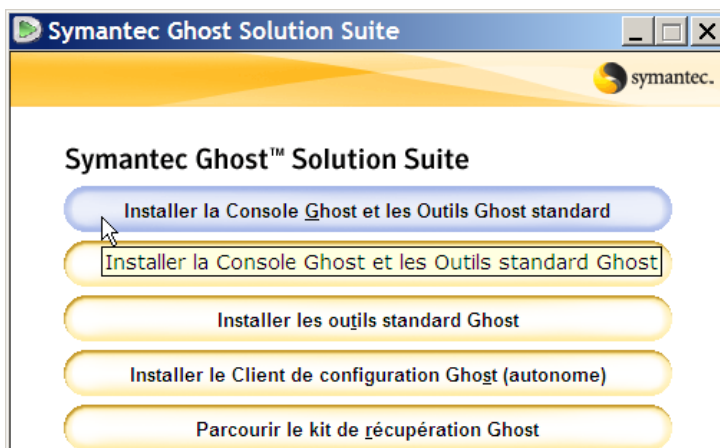 Symantec Ghost Solution Suite
symantec.
Symantec Ghost™ Solution Suite
Installer la Console Ghost et les Outils Ghost standard
Installer la Console Ghost et les Outils standard Ghost
Installer les outils standard Ghost
Installer le Client de configuration Ghost (autonome)
Parcourir le kit de récupération Ghost